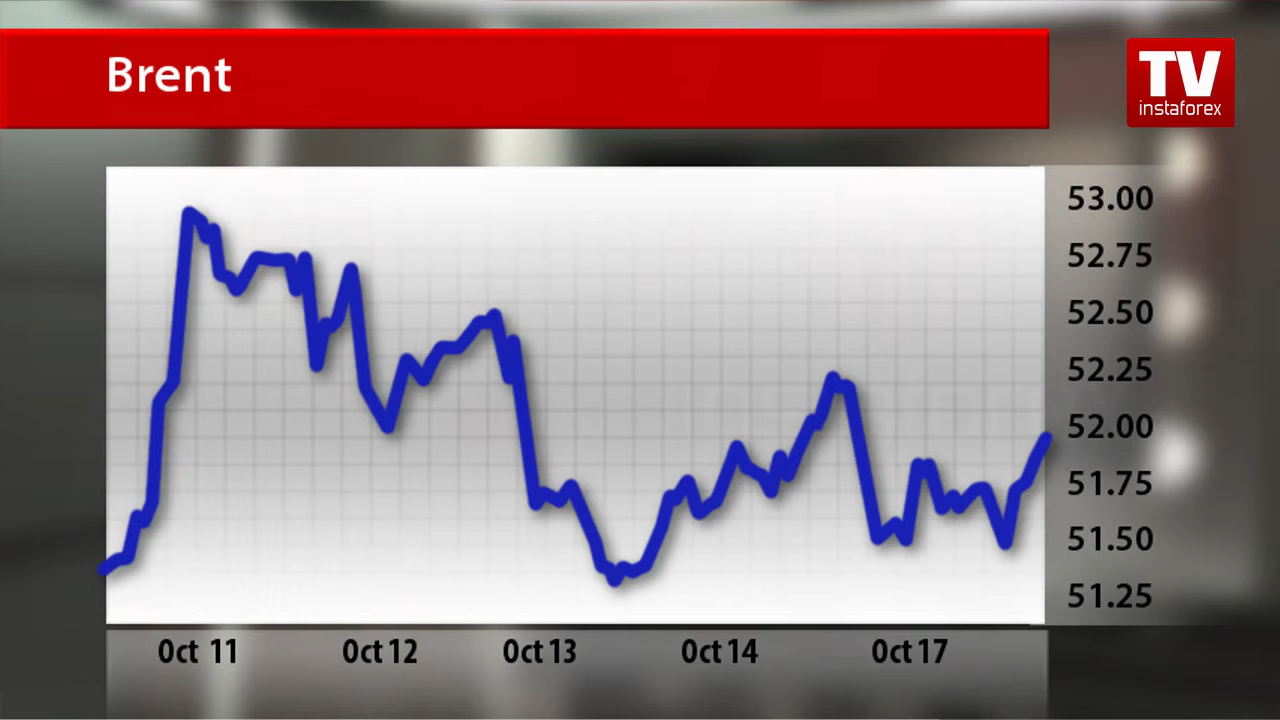 Brent
TV
instaforex
53.00
52.75
52.50
52.25
52.00
51.75
51.50
51.25
Oct 11
Oct 12
Oct 13
Oct 14
Oct 17